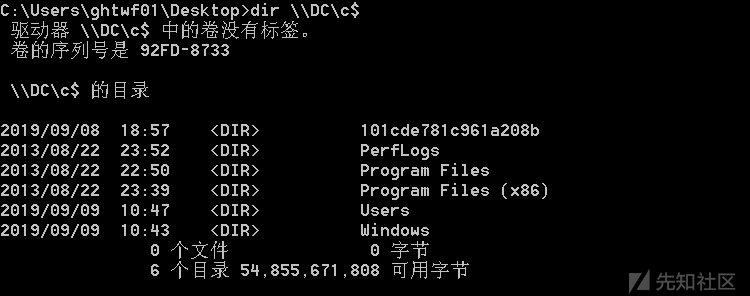 C:\Users\ghtwf01\Desktop>dir \\DC\c$
驱动器 \\DC\c$ 中的卷没有标签。
卷的序列号是 92FD-8733
\\DC\c$ 的目录
2019/09/08  18:57    <DIR>          101cde781c961a208b
2013/08/22  23:52    <DIR>          PerfLogs
2013/08/22  22:50    <DIR>          Program Files
2013/08/22  23:39    <DIR>          Program Files (x86)
2019/09/09  10:47    <DIR>          Users
2019/09/09  10:43    <DIR>          Windows
0 个文件              0 字节
6 个目录 54,855,671,808 可用字节
先知社区